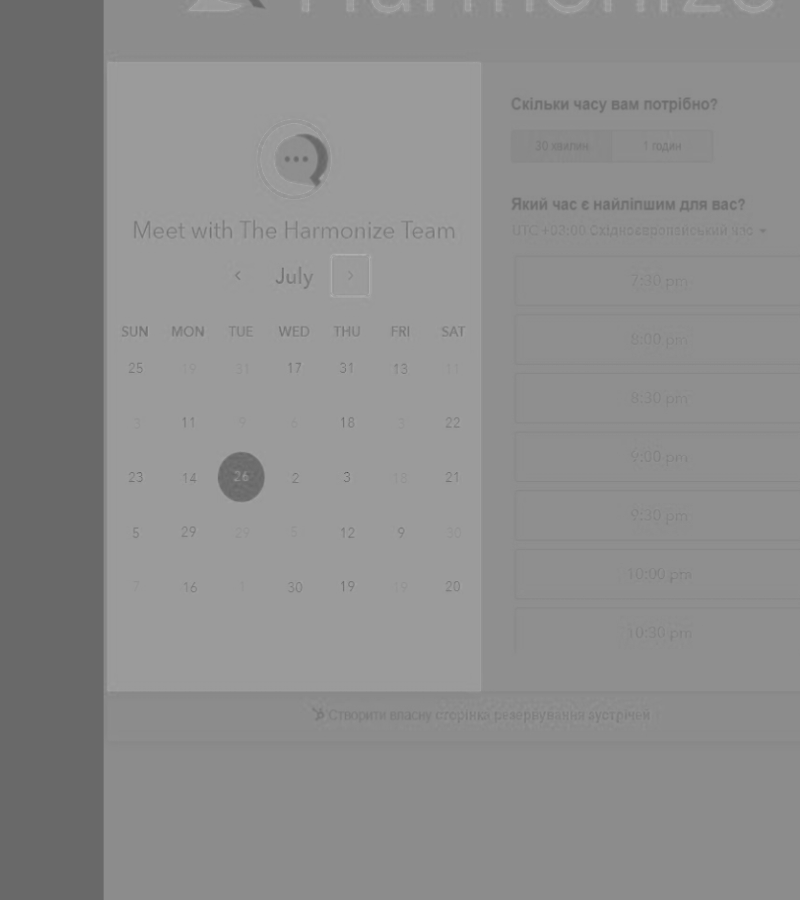 Harmonize
Meet with The Harmonize Team
July
SUN MON TUE WED THU FRI SAT
25 19 31 17 31 13 11
3 11 9 6 18 3 22
23 14 26 2 3 18 21
5 29 29 5 12 9 30
7 16 1 30 19 19 20
Скільки часу вам потрібно?
30 хвилин 1 годин
Який час є найліпшим для вас?
UTC +03:00 Східноєвропейський час
7:30 pm
8:00 pm
8:30 pm
9:00 pm
9:30 pm
10:00 pm
10:30 pm
Створити власну сторінка резервування зустрічей